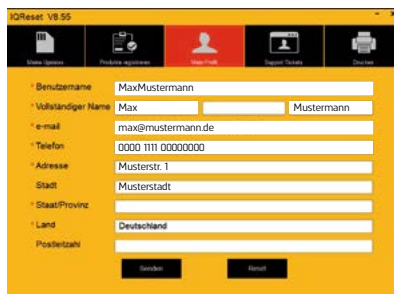 IQReset V8.55
Meine Updates Produkte registrieren Mein Profil Support Tickets Drucken
* Benutzername MaxMustermann
* Vollständiger Name Max Mustermann
* e-mail max@mustermann.de
* Telefon 0000 1111 00000000
* Adresse Musterstr. 1
Stadt Musterstadt
* Staat/Provinz
* Land Deutschland
Postleitzahl
Senden Reset